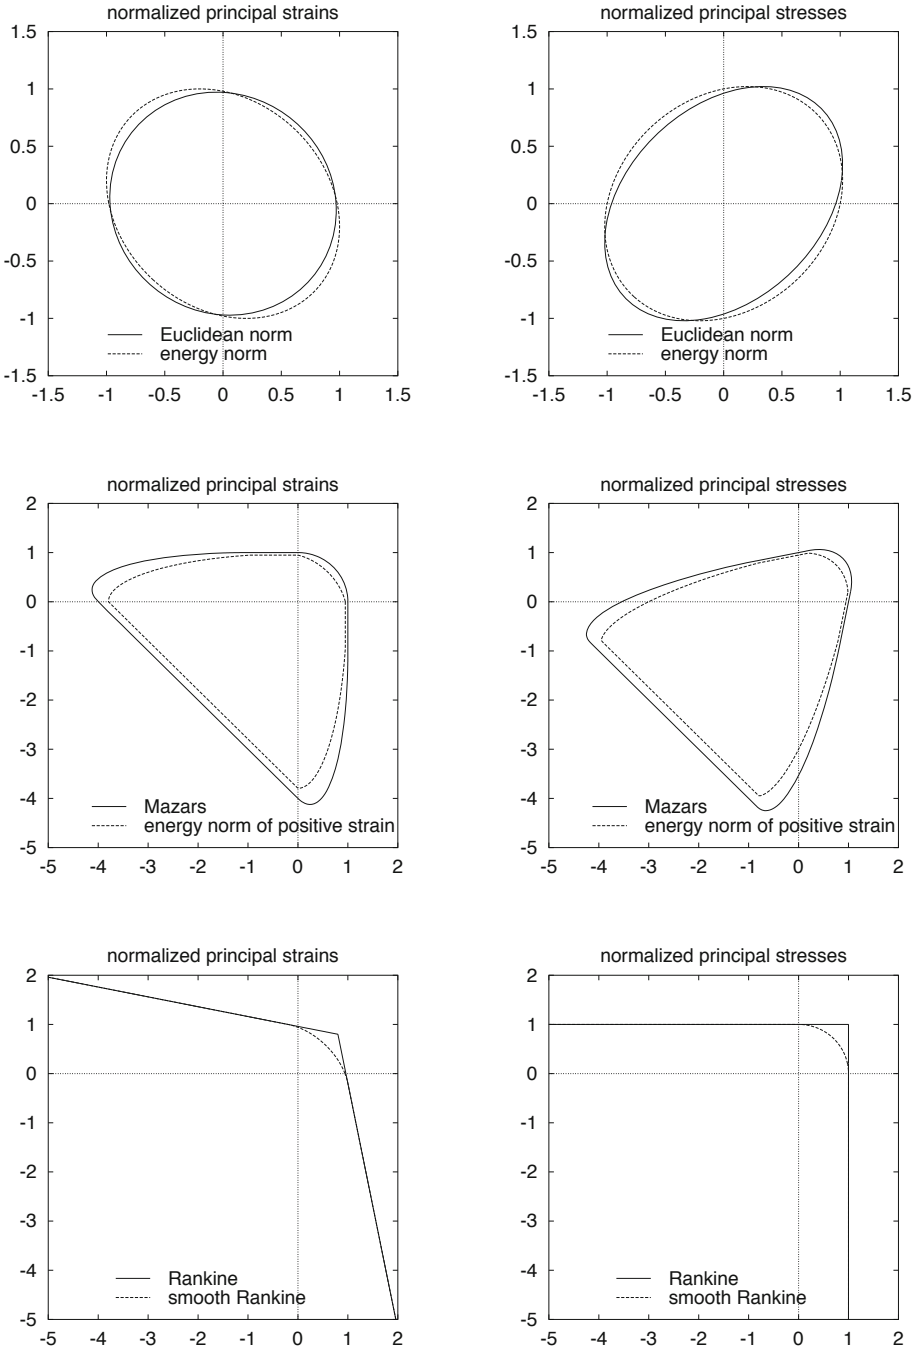 normalized principal strains
1.5
1
0.5
0
-0.5
-1
-1.5
-1.5 -1 -0.5 0 0.5 1 1.5
Euclidean norm
energy norm
normalized principal stresses
1.5
1
0.5
0
-0.5
-1
-1.5
-1.5 -1 -0.5 0 0.5 1 1.5
Euclidean norm
energy norm
normalized principal strains
2
1
0
-1
-2
-3
-4
-5
-5 -4 -3 -2 -1 0 1 2
Mazars
energy norm of positive strain
normalized principal stresses
2
1
0
-1
-2
-3
-4
-5
-5 -4 -3 -2 -1 0 1 2
Mazars
energy norm of positive strain
normalized principal strains
2
1
0
-1
-2
-3
-4
-5
-5 -4 -3 -2 -1 0 1 2
Rankine
smooth Rankine
normalized principal stresses
2
1
0
-1
-2
-3
-4
-5
-5 -4 -3 -2 -1 0 1 2
Rankine
smooth Rankine